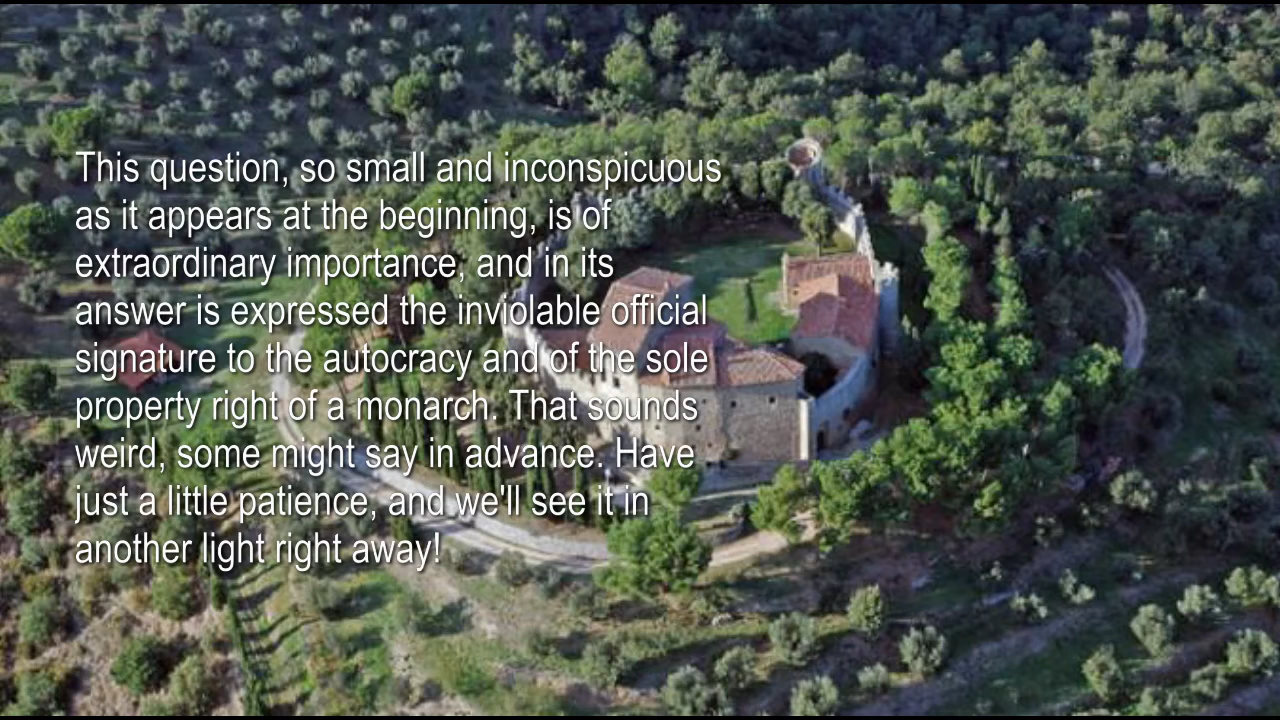 This question, so small and inconspicuous
as it appears at the beginning, is of
extraordinary importance, and in its
answer is expressed the inviolable official
signature to the autocracy and of the sole
property right of a monarch. That sounds
weird, some might say in advance. Have
just a little patience, and we'll see it in
another light right away!